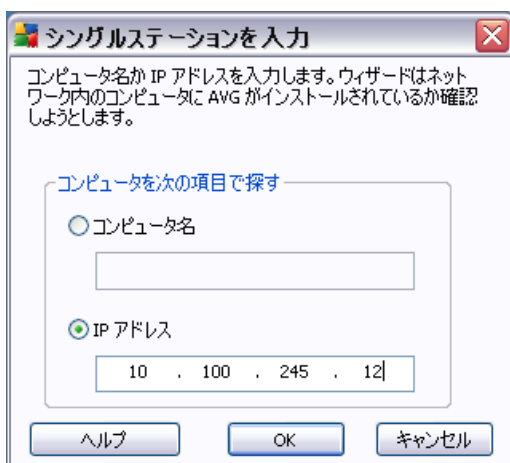 シングルステーションを入力
コンピュータ名か IP アドレスを入力します。ウィザードはネット
ワーク内のコンピュータに AVG がインストールされているか確認
しようとします。
コンピュータを次の項目で探す
コンピュータ名
IP アドレス
10 . 100 . 245 . 12
ヘルプ OK キャンセル